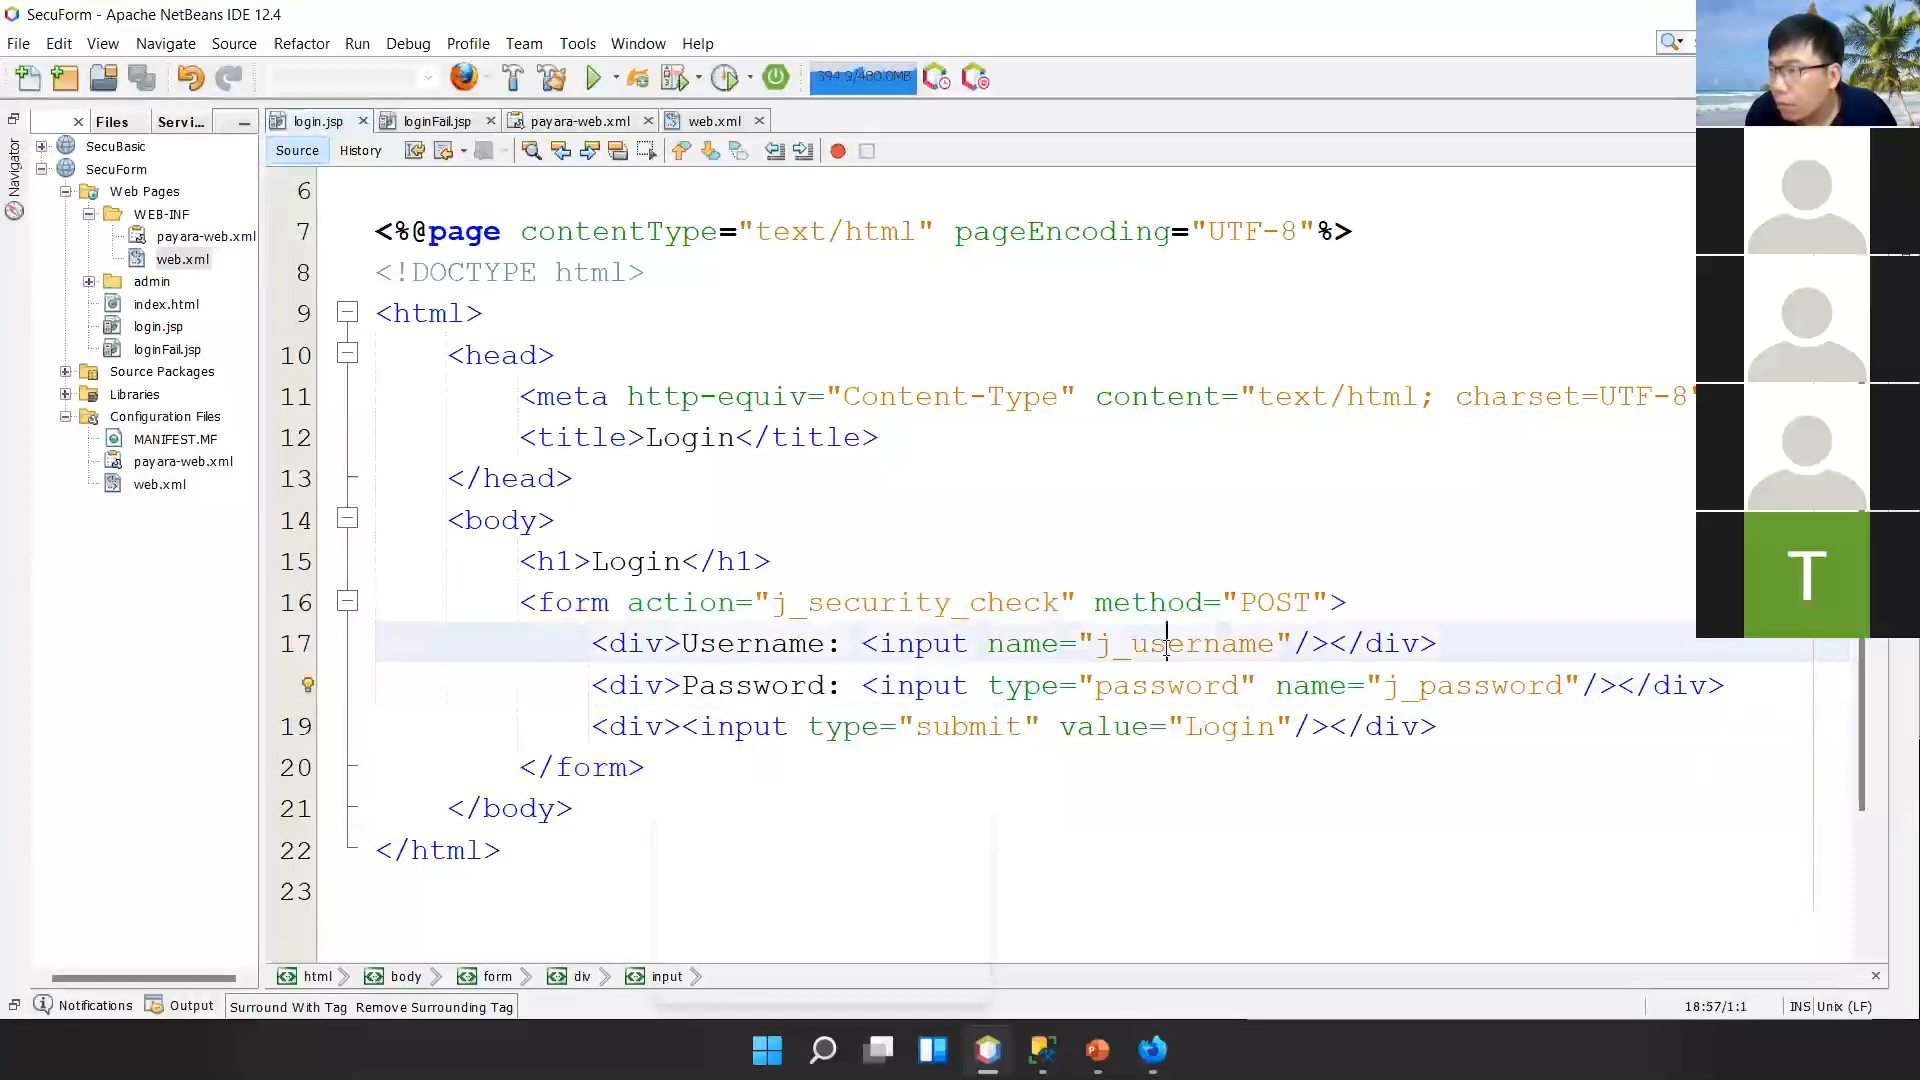 SecuForm - Apache NetBeans IDE 12.4
File Edit View Navigate Source Refactor Run Debug Profile Team Tools Window Help
394.9/480.0MB
Files Servi...
login.jsp loginFail.jsp payara-web.xml web.xml
Source History
Navigator
SecuBasic
SecuForm
Web Pages
WEB-INF
payara-web.xml
web.xml
admin
index.html
login.jsp
loginFail.jsp
Source Packages
Libraries
Configuration Files
MANIFEST.MF
payara-web.xml
web.xml
6
7 <%@page contentType="text/html" pageEncoding="UTF-8"%>
8 <!DOCTYPE html>
9 <html>
10 <head>
11 <meta http-equiv="Content-Type" content="text/html; charset=UTF-8"
12 <title>Login</title>
13 </head>
14 <body>
15 <h1>Login</h1>
16 <form action="j_security_check" method="POST">
17 <div>Username: <input name="j_username"/></div>
<div>Password: <input type="password" name="j_password"/></div>
19 <div><input type="submit" value="Login"/></div>
20 </form>
21 </body>
22 </html>
23
html body form div input
Notifications Output Surround With Tag Remove Surrounding Tag 18:57/1:1 INS Unix (LF)
T